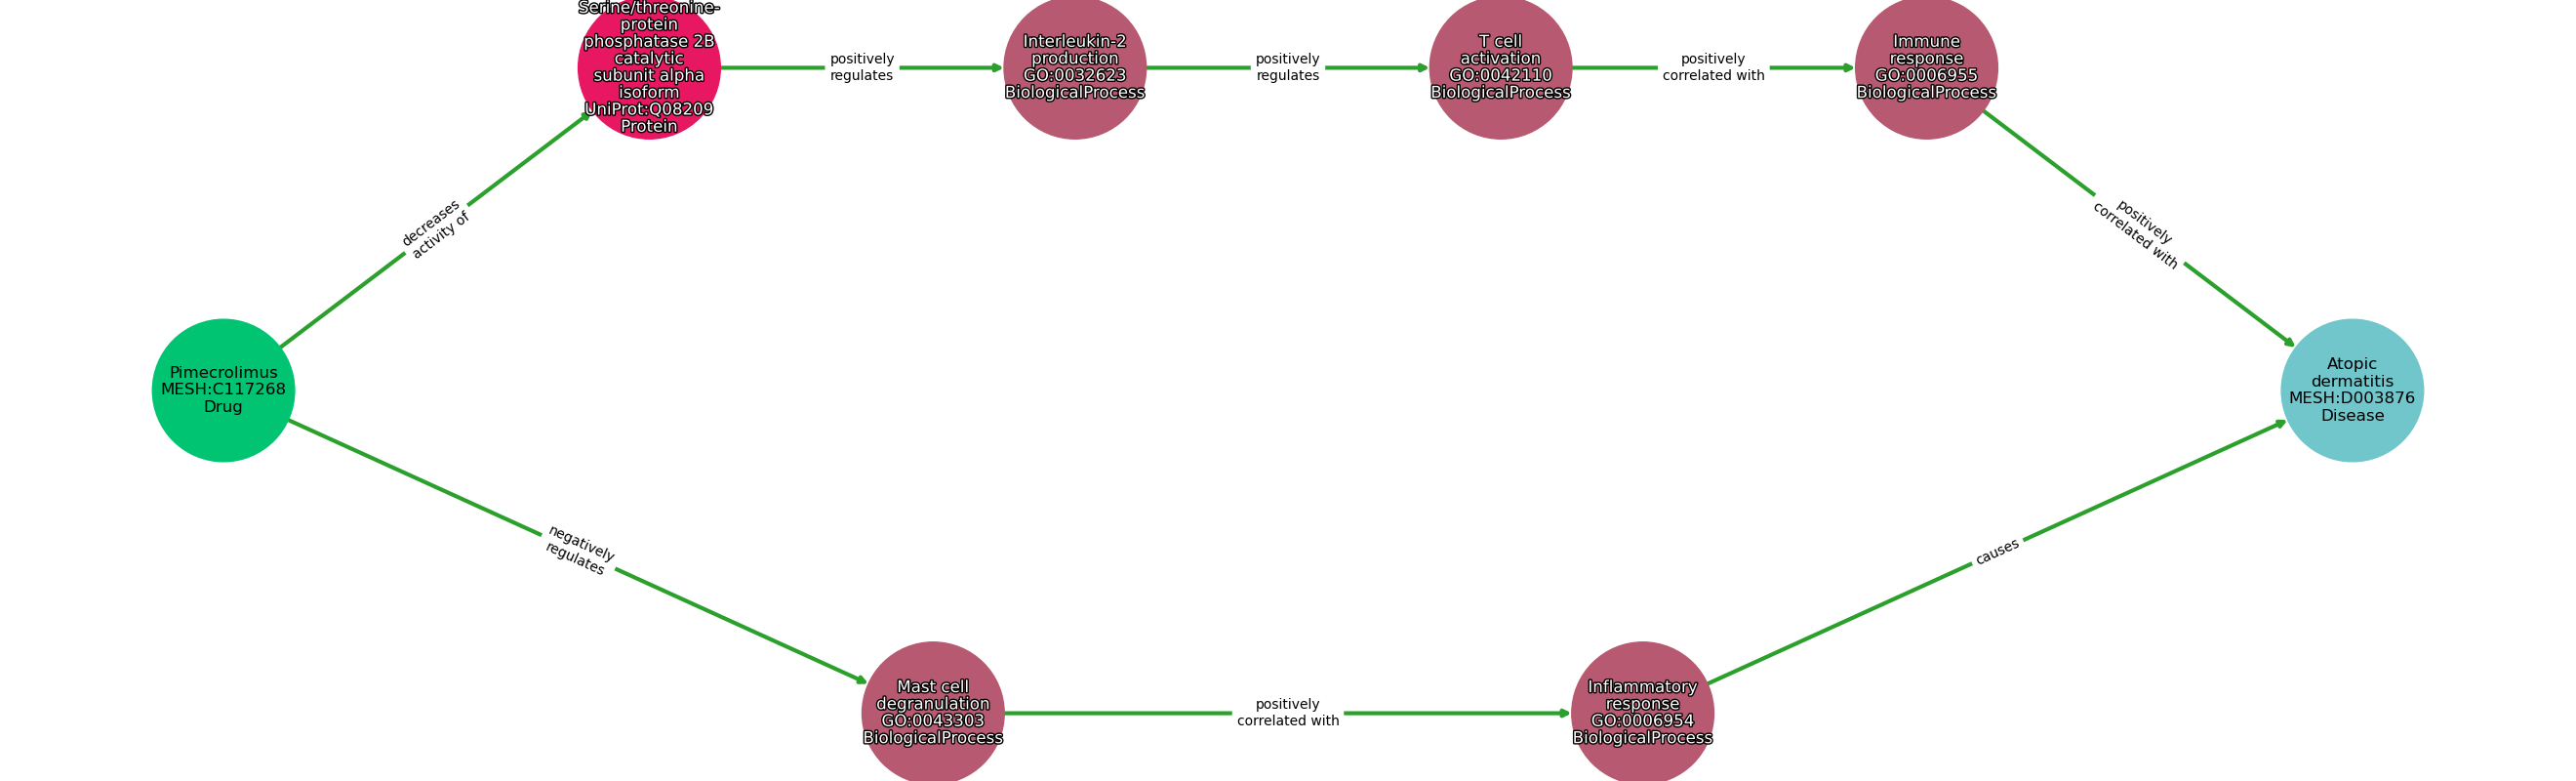 Serine/threonine-
protein
phosphatase 2B
catalytic
subunit alpha
isoform
UniProt:Q08209
Protein
positively
regulates
Interleukin-2
production
GO:0032623
BiologicalProcess
positively
regulates
T cell
activation
GO:0042110
BiologicalProcess
positively
correlated with
Immune
response
GO:0006955
BiologicalProcess
decreases
activity of
positively
correlated with
Pimecrolimus
MESH:C117268
Drug
Atopic
dermatitis
MESH:D003876
Disease
negatively
regulates
causes
Mast cell
degranulation
GO:0043303
BiologicalProcess
positively
correlated with
Inflammatory
response
GO:0006954
BiologicalProcess